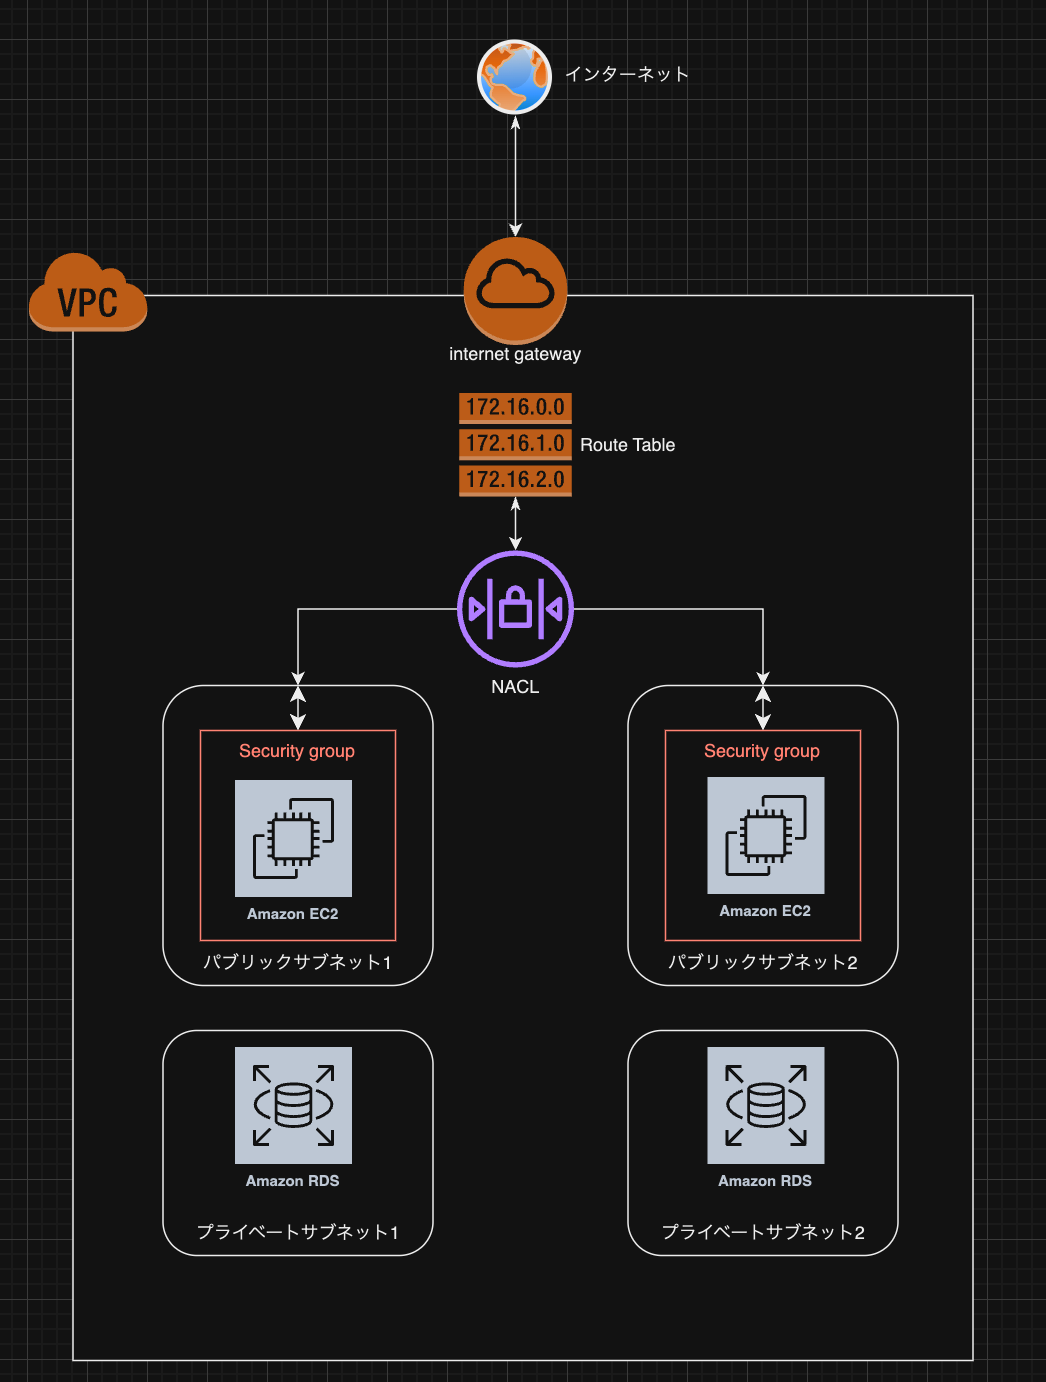 インターネット
VPC
internet gateway
172.16.0.0
172.16.1.0
Route Table
172.16.2.0
NACL
Security group
Security group
Amazon EC2
Amazon EC2
パブリックサブネット1
パブリックサブネット2
Amazon RDS
Amazon RDS
プライベートサブネット1
プライベートサブネット2